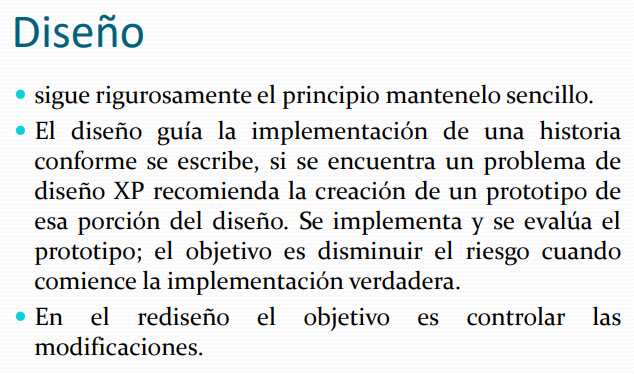 Diseño
• sigue rigurosamente el principio mantenelo sencillo.
• El diseño guía la implementación de una historia
conforme se escribe, si se encuentra un problema de
diseño XP recomienda la creación de un prototipo de
esa porción del diseño. Se implementa y se evalúa el
prototipo; el objetivo es disminuir el riesgo cuando
comience la implementación verdadera.
• En el rediseño el objetivo es controlar las
modificaciones.